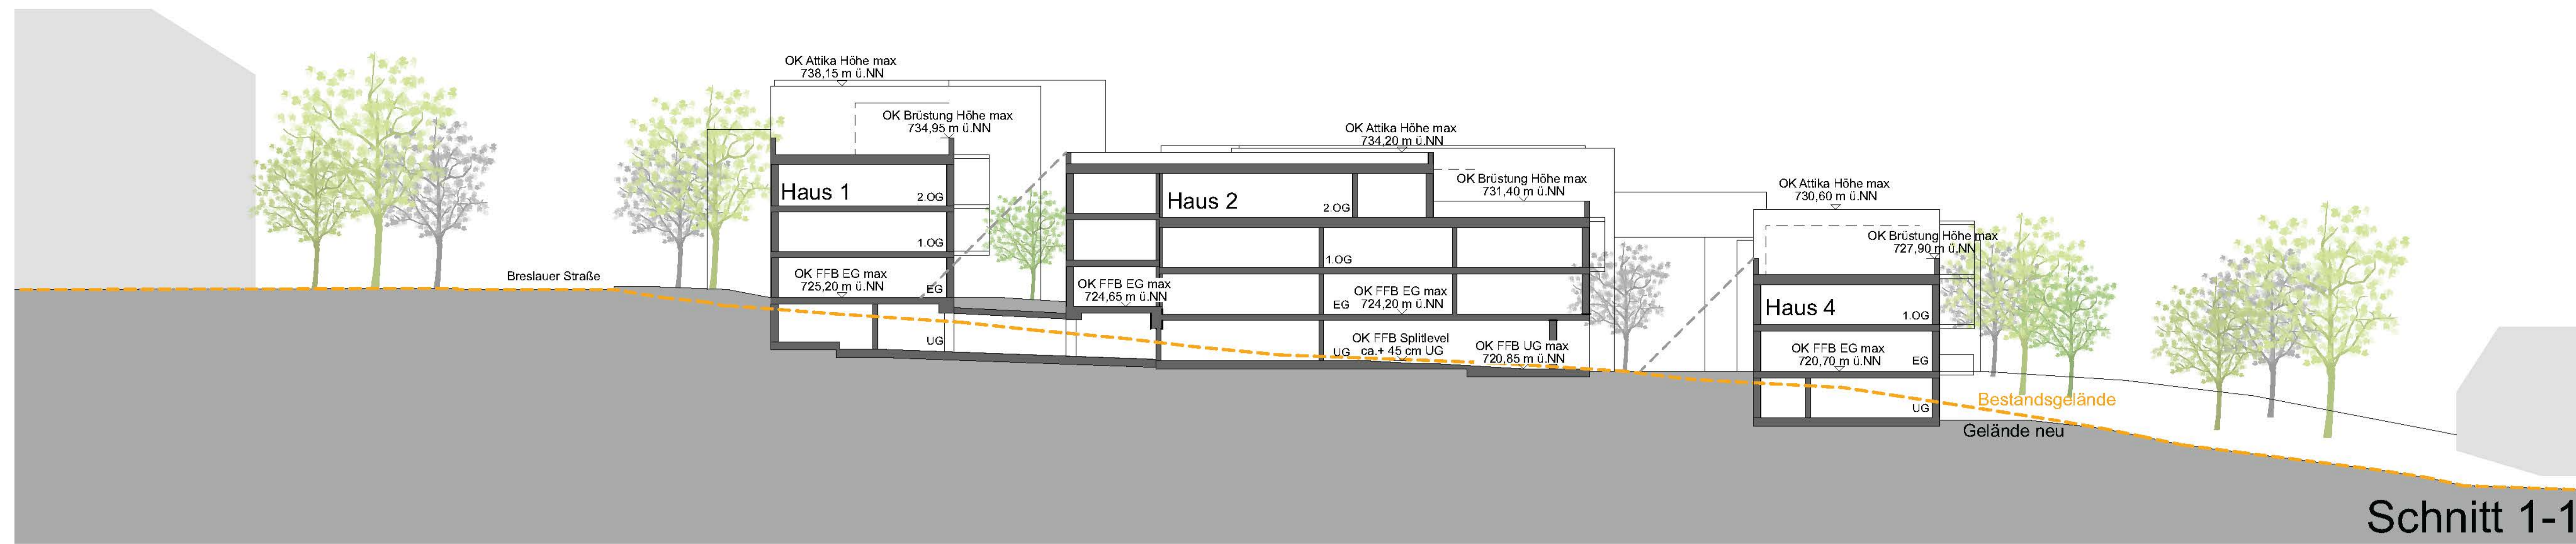 OK Attika Höhe max
738,15 m ü.NN
OK Brüstung Höhe max
734,95 m ü.NN
Haus 1
2.OG
1.OG
OK FFB EG max
725,20 m ü.NN
EG
UG
Breslauer Straße
OK Attika Höhe max
734,20 m ü.NN
OK Brüstung Höhe max
731,40 m ü.NN
Haus 2
2.OG
1.OG
OK FFB EG max
724,65 m ü.NN
EG
OK FFB EG max
724,20 m ü.NN
UG
OK FFB Splitlevel
ca.+ 45 cm UG
OK FFB UG max
720,85 m ü.NN
OK Attika Höhe max
730,60 m ü.NN
OK Brüstung Höhe max
727,90 m ü.NN
Haus 4
1.OG
OK FFB EG max
720,70 m ü.NN
EG
UG
Bestandsgelände
Gelände neu
Schnitt 1-1